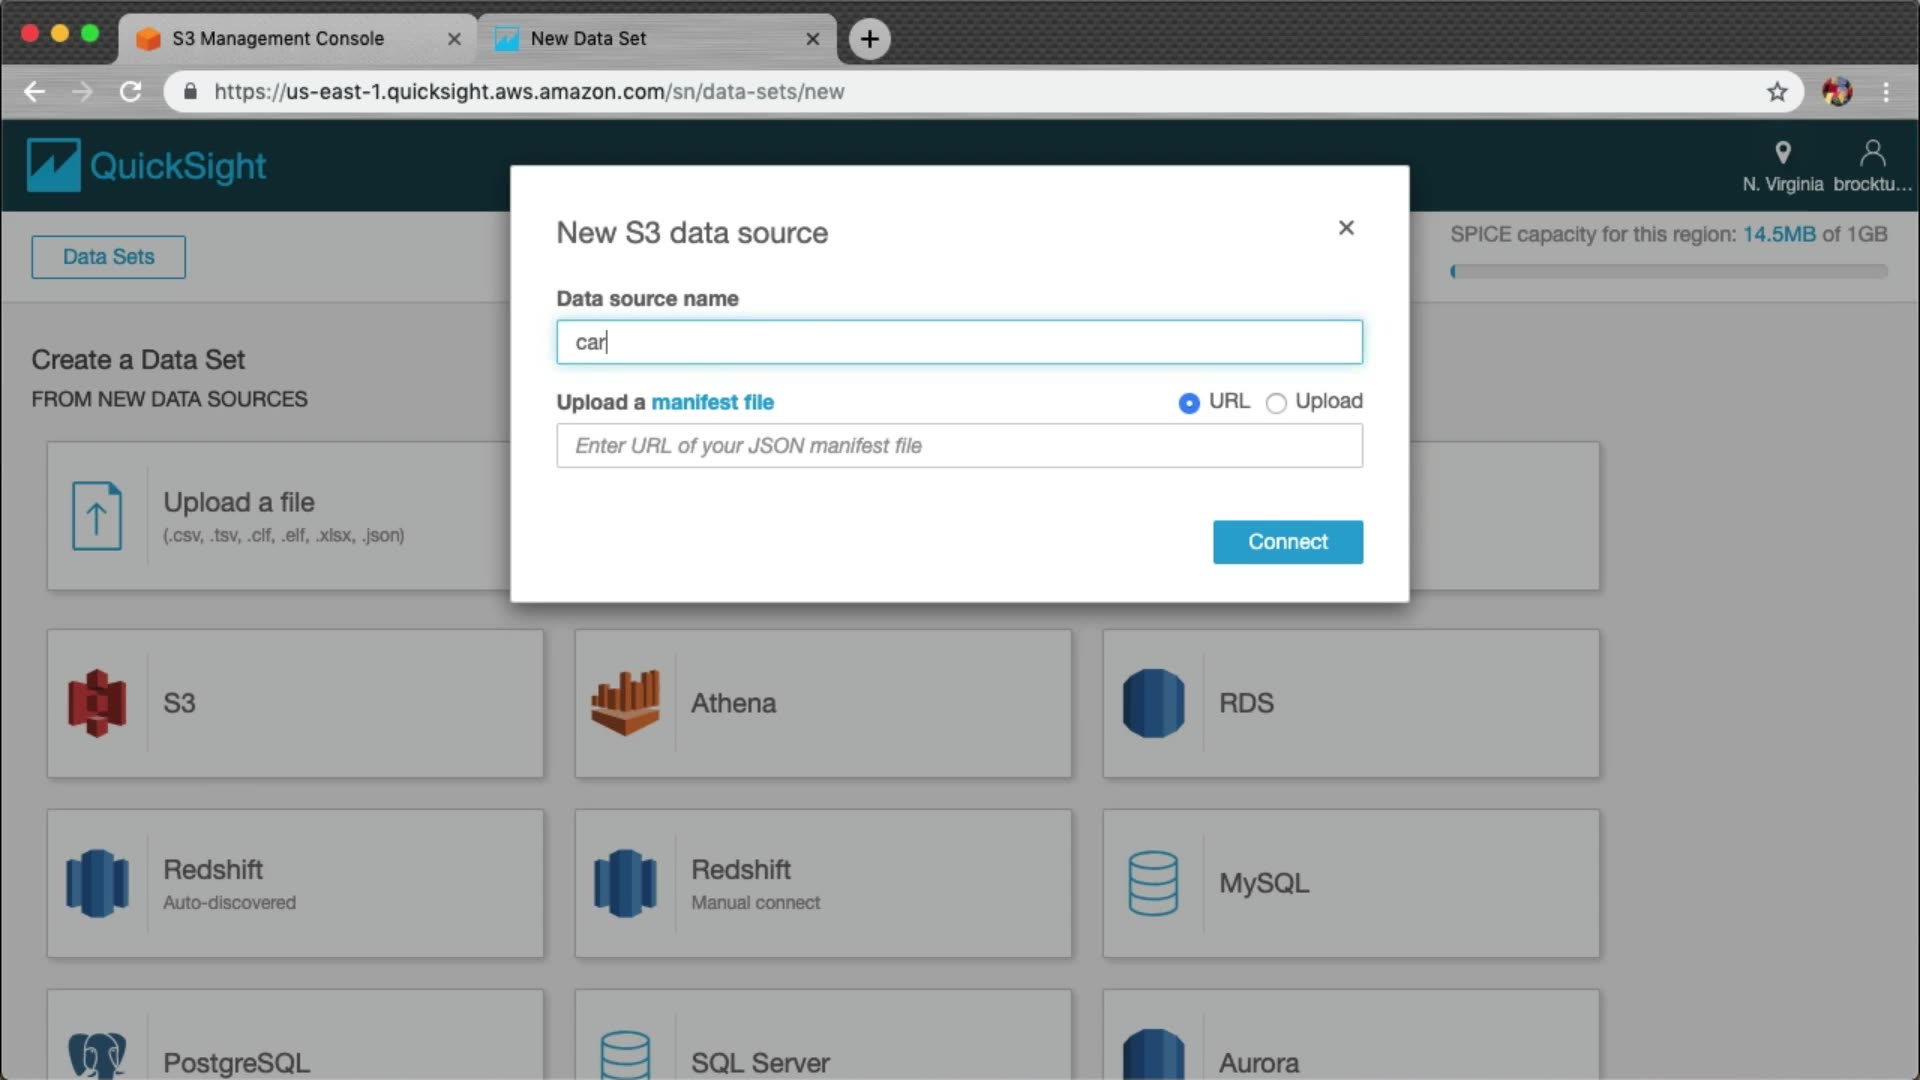 S3 Management Console
New Data Set
https://us-east-1.quicksight.aws.amazon.com/sn/data-sets/new
QuickSight
N. Virginia
brocktu...
Data Sets
SPICE capacity for this region: 14.5MB of 1GB
New S3 data source
Data source name
car
Upload a manifest file
URL
Upload
Enter URL of your JSON manifest file
Connect
Create a Data Set
FROM NEW DATA SOURCES
Upload a file
(.csv, .tsv, .clf, .elf, .xlsx, .json)
S3
Athena
RDS
Redshift
Auto-discovered
Redshift
Manual connect
MySQL
PostgreSQL
SQL Server
Aurora